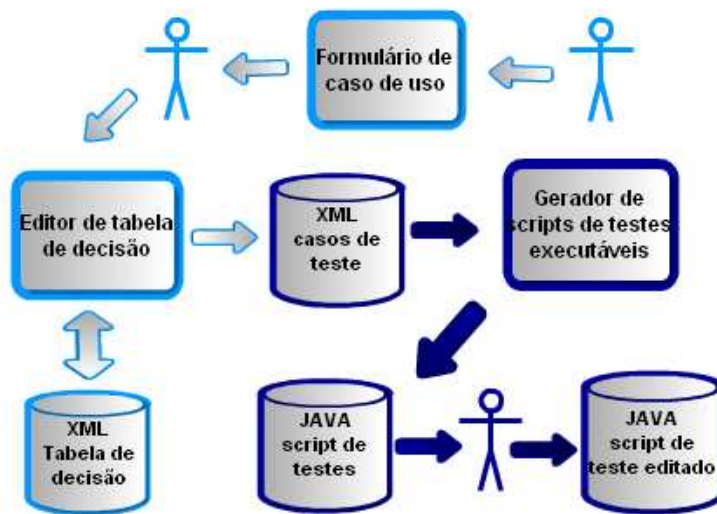 Formulário de
caso de uso
Editor de tabela
de decisão
XML
casos de
teste
Gerador de
scripts de testes
executáveis
XML
Tabela de
decisão
JAVA
script de
testes
JAVA
script de
teste editado